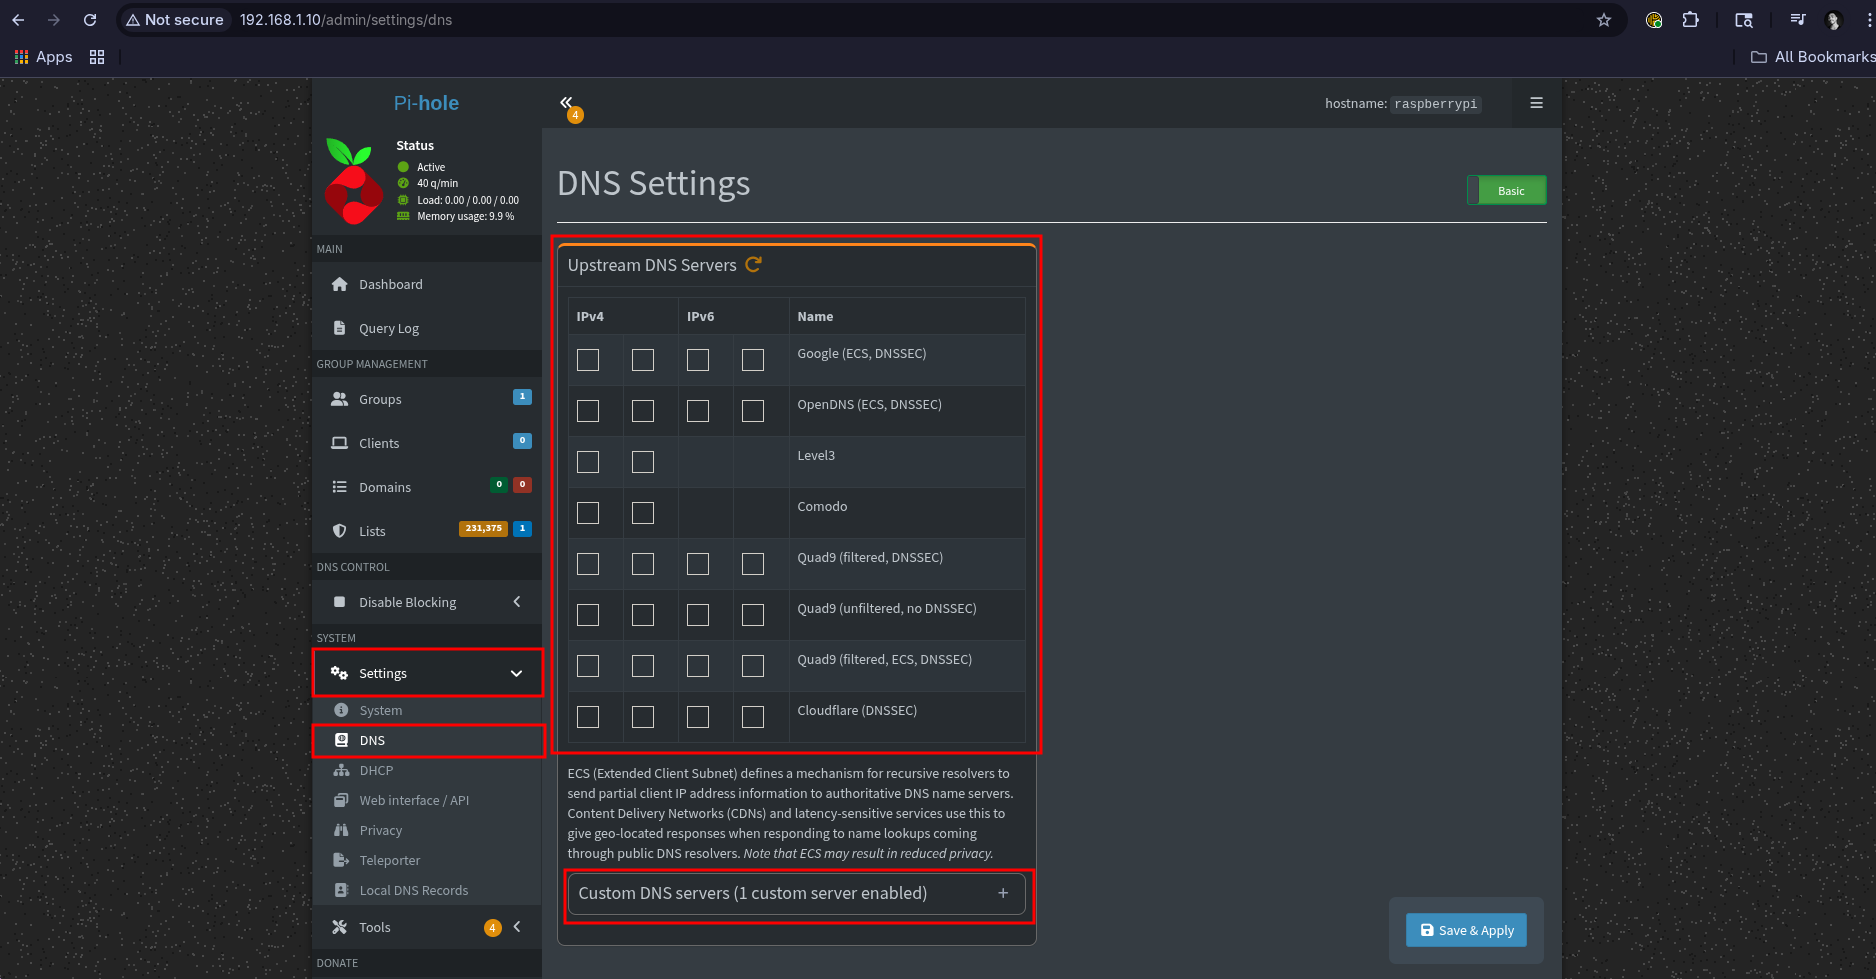 Not secure 192.168.1.10/admin/settings/dns
Apps
All Bookmarks
Pi-hole
4
hostname: raspberrypi
Status
Active
40 q/min
Load: 0.00 / 0.00 / 0.00
Memory usage: 9.9 %
MAIN
Dashboard
Query Log
GROUP MANAGEMENT
Groups 1
Clients 0
Domains 0 0
Lists 231,375 1
DNS CONTROL
Disable Blocking
SYSTEM
Settings
System
DNS
DHCP
Web interface / API
Privacy
Teleporter
Local DNS Records
Tools 4
DONATE
DNS Settings
Basic
Upstream DNS Servers
IPv4 IPv6 Name
Google (ECS, DNSSEC)
OpenDNS (ECS, DNSSEC)
Level3
Comodo
Quad9 (filtered, DNSSEC)
Quad9 (unfiltered, no DNSSEC)
Quad9 (filtered, ECS, DNSSEC)
Cloudflare (DNSSEC)
ECS (Extended Client Subnet) defines a mechanism for recursive resolvers to
send partial client IP address information to authoritative DNS name servers.
Content Delivery Networks (CDNs) and latency-sensitive services use this to
give geo-located responses when responding to name lookups coming
through public DNS resolvers. Note that ECS may result in reduced privacy.
Custom DNS servers (1 custom server enabled) +
Save & Apply